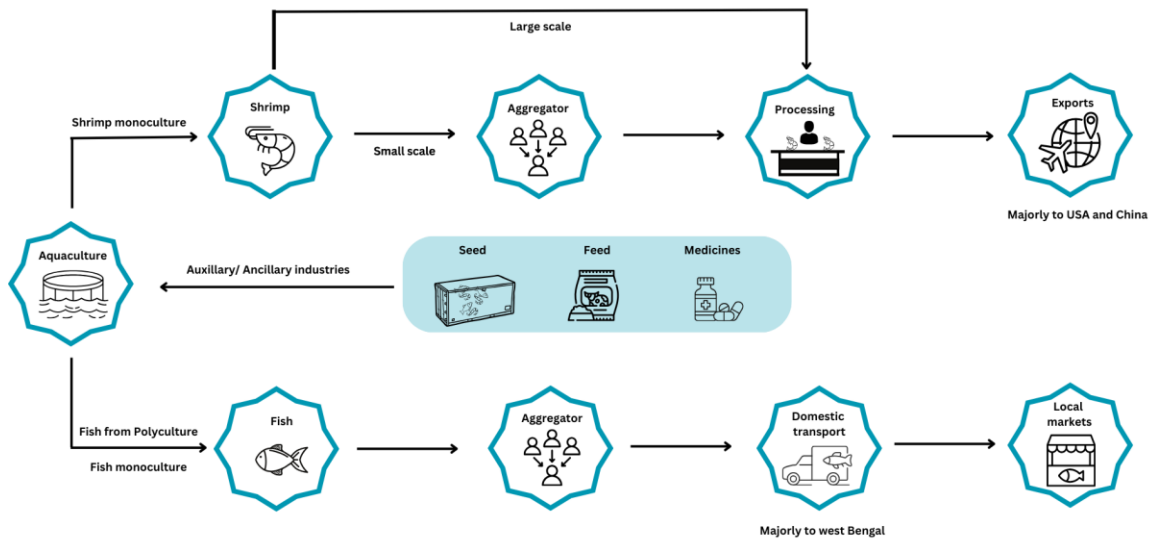 Large scale
Shrimp
Aggregator
Processing
Exports
Shrimp monoculture
Small scale
Majorly to USA and China
Aquaculture
Auxillary/ Ancillary industries
Seed
Feed
Medicines
Fish from Polyculture
Fish monoculture
Fish
Aggregator
Domestic
transport
Local
markets
Majorly to west Bengal